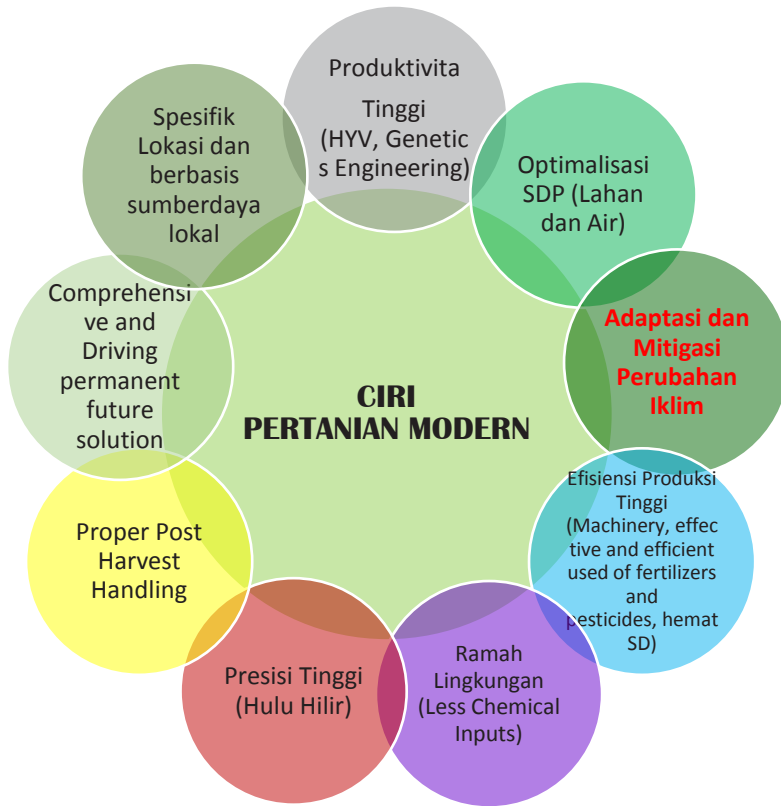 Produktivita
Tinggi
(HYV, Genetic
s Engineering)
Optimalisasi
SDP (Lahan
dan Air)
Adaptasi dan
Mitigasi
Perubahan
Iklim
Efisiensi Produksi
Tinggi
(Machinery, effec
tive and efficient
used of fertilizers
and
pesticides, hemat
SD)
Ramah
Lingkungan
(Less Chemical
Inputs)
Presisi Tinggi
(Hulu Hilir)
Proper Post
Harvest
Handling
Comprehensi
ve and
Driving
permanent
future
solution
Spesifik
Lokasi dan
berbasis
sumberdaya
lokal
CIRI
PERTANIAN MODERN